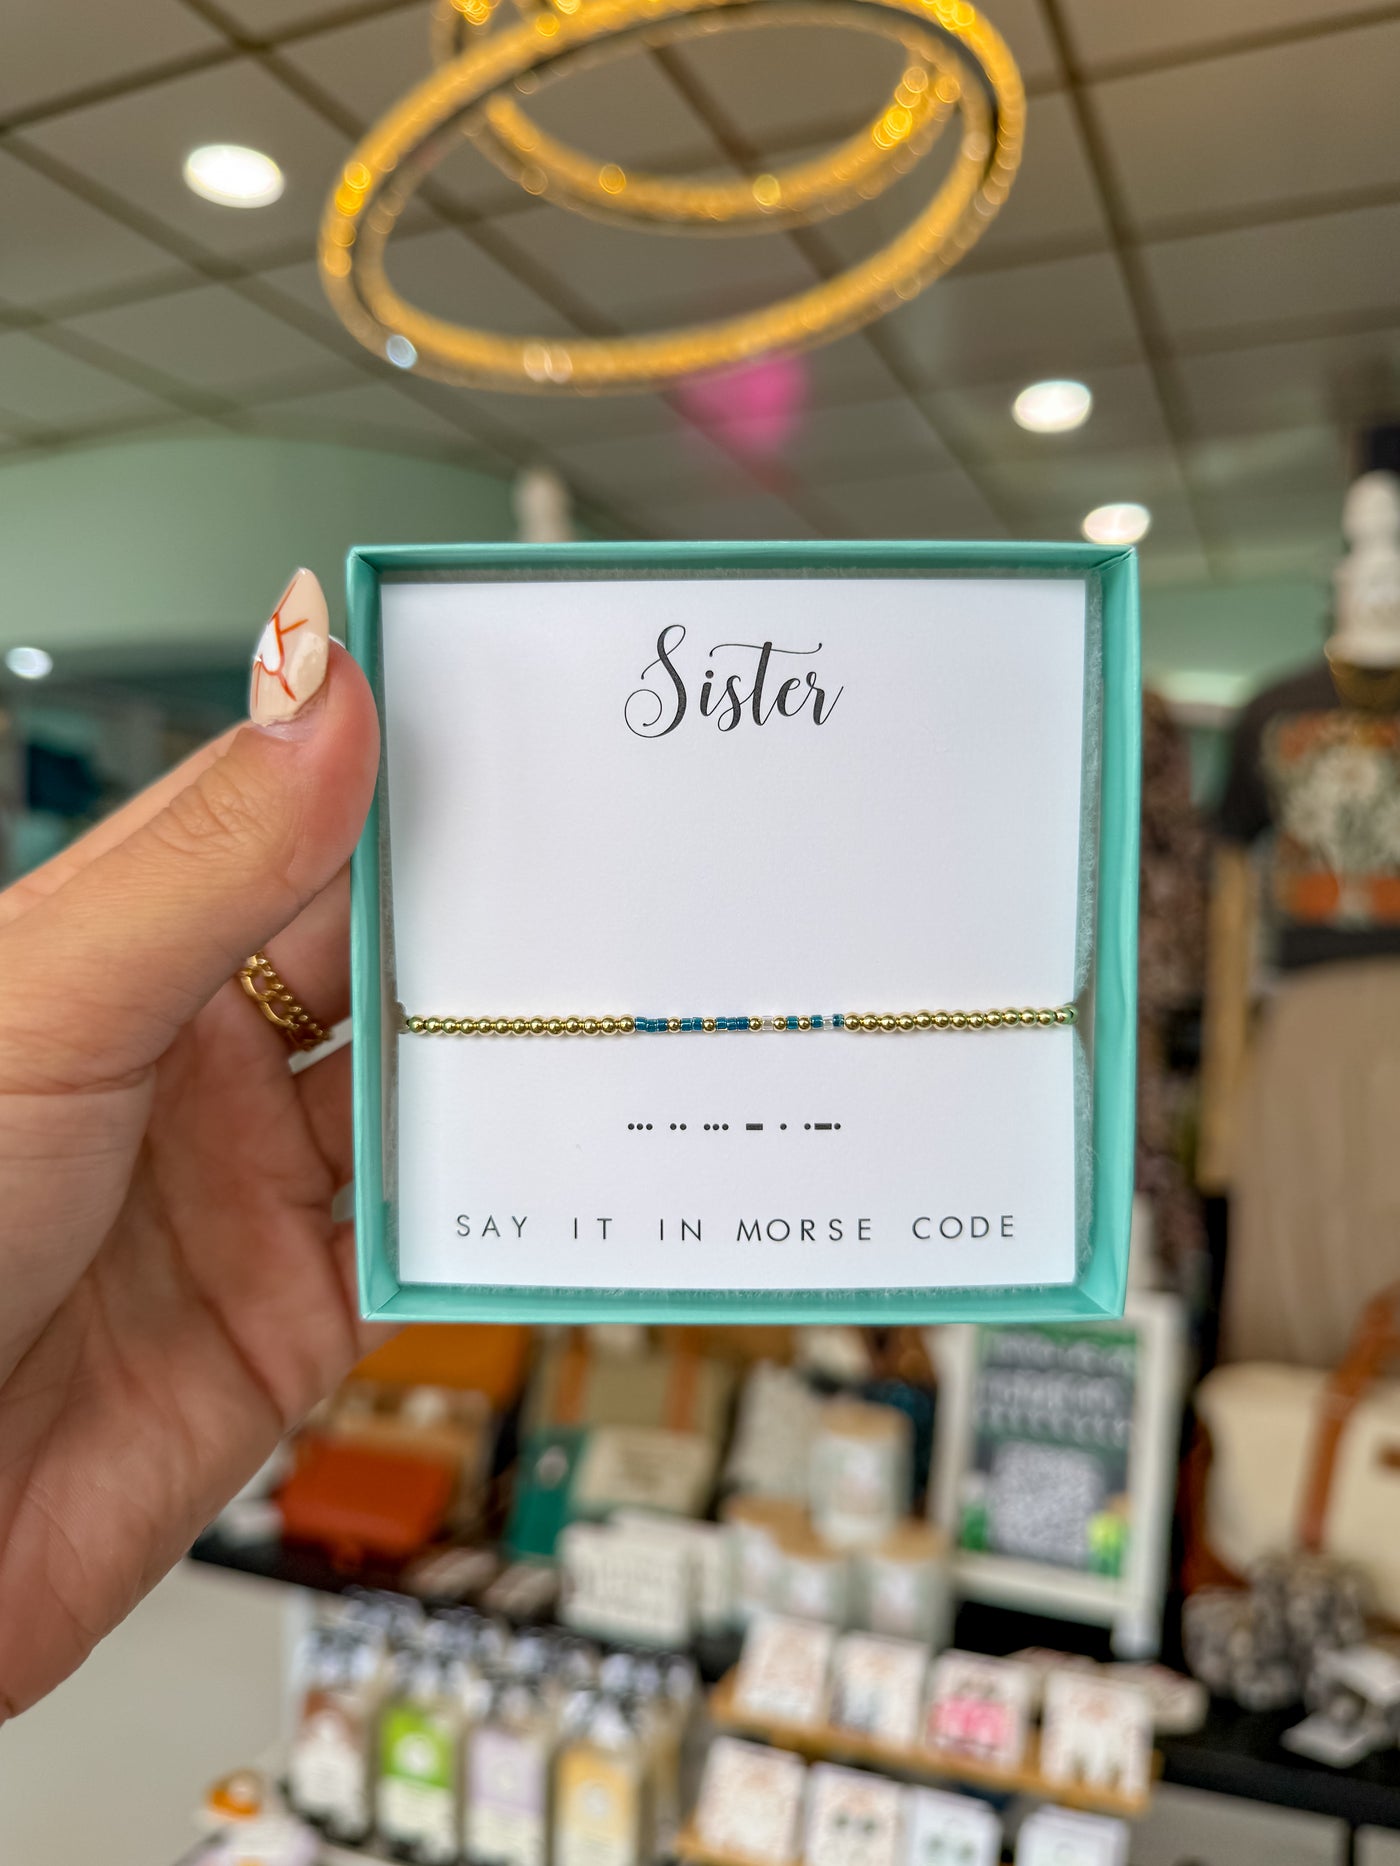 Sister
••• •• ••• ▬ • •▬•
SAY IT IN MORSE CODE